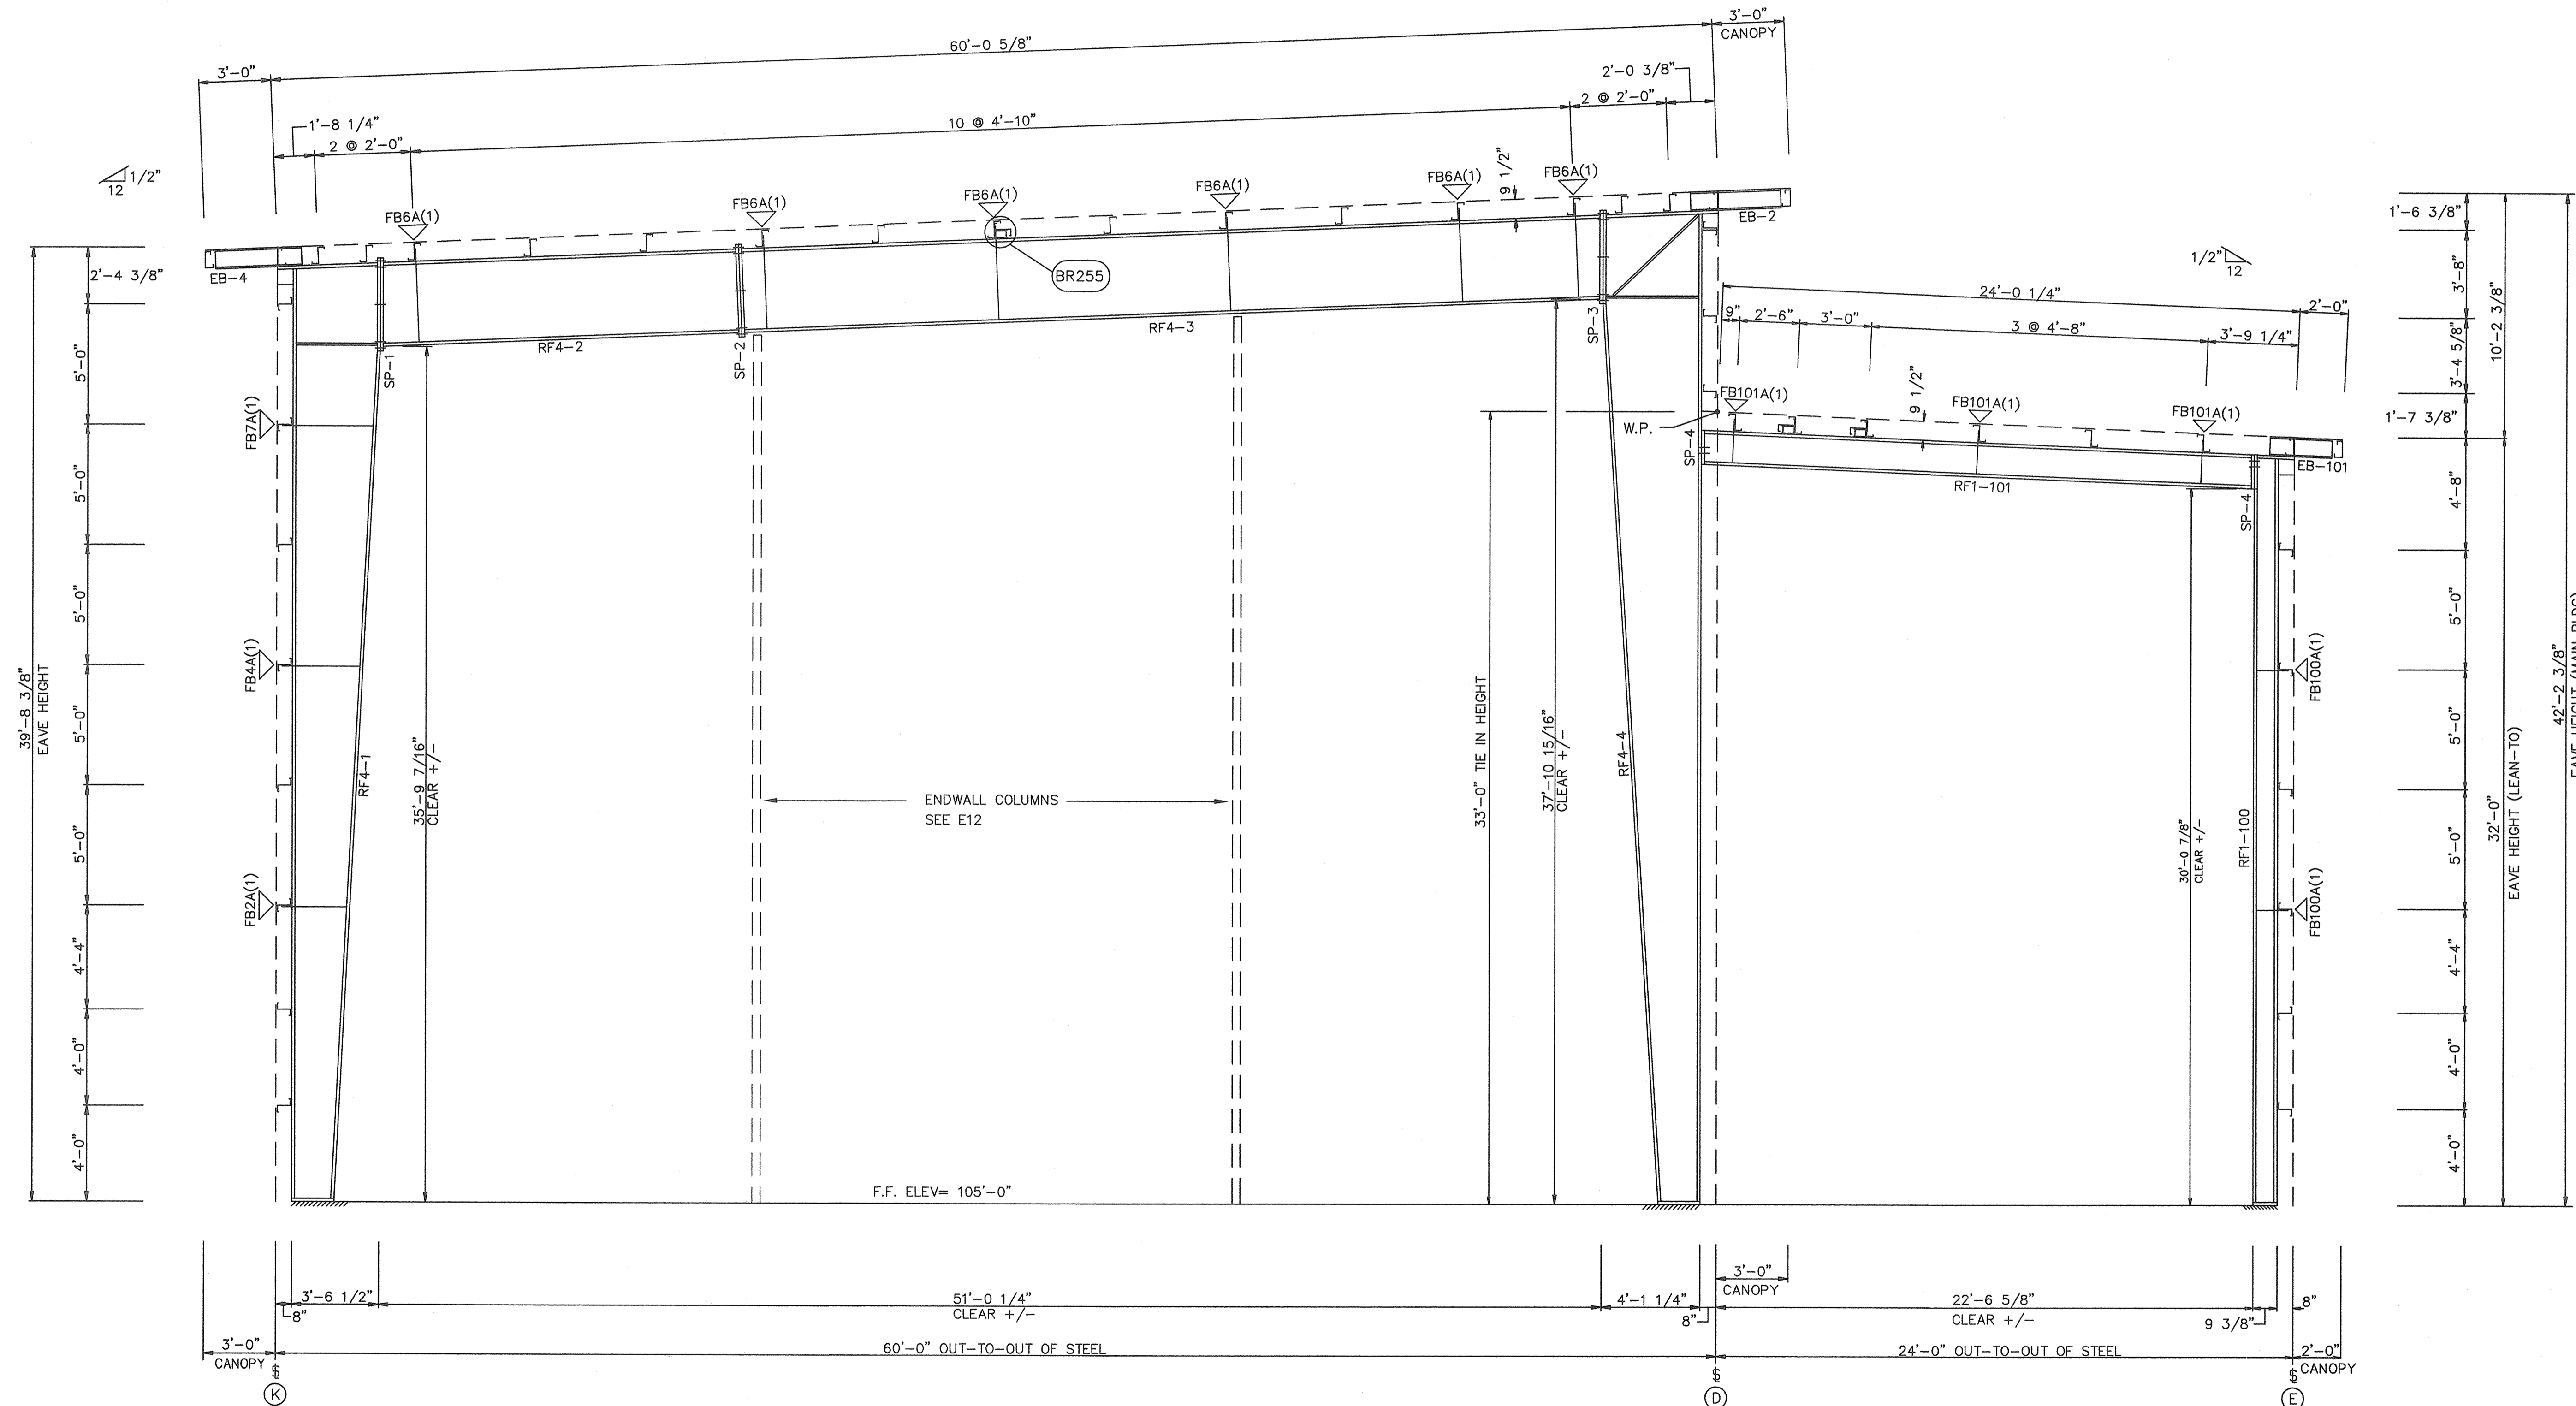 3'-0"
CANOPY
60'-0 5/8"
3'-0"
2'-0 3/8"
2 @ 2'-0"
10 @ 4'-10"
1'-8 1/4"
2 @ 2'-0"
1/2"
12
FB6A(1)
FB6A(1)
FB6A(1)
FB6A(1)
FB6A(1)
FB6A(1)
9 1/2"
EB-4
EB-2
BR255
2'-4 3/8"
1'-6 3/8"
1/2"
12
3'-8"
24'-0 1/4"
2'-0"
9"
2'-6"
3'-0"
3 @ 4'-8"
3'-9 1/4"
3'-4 5/8"
10'-2 3/8"
SP-1
RF4-2
SP-2
RF4-3
SP-3
5'-0"
FB7A(1)
W.P.
FB101A(1)
9 1/2"
FB101A(1)
FB101A(1)
1'-7 3/8"
SP-4
RF1-101
EB-101
SP-4
5'-0"
4'-8"
5'-0"
5'-0"
FB4A(1)
FB100A(1)
39'-8 3/8"
EAVE HEIGHT
5'-0"
5'-0"
RF4-1
35'-9 7/16"
CLEAR +/-
ENDWALL COLUMNS
SEE E12
33'-0" TIE IN HEIGHT
37'-10 15/16"
CLEAR +/-
RF4-4
30'-0 7/8"
CLEAR +/-
RF1-100
32'-0"
EAVE HEIGHT (LEAN-TO)
42'-2 3/8"
EAVE HEIGHT (MAIN BLDG)
5'-0"
5'-0"
FB2A(1)
FB100A(1)
4'-4"
4'-4"
4'-0"
4'-0"
4'-0"
4'-0"
F.F. ELEV= 105'-0"
3'-6 1/2"
8"
51'-0 1/4"
CLEAR +/-
4'-1 1/4"
8"
3'-0"
CANOPY
22'-6 5/8"
CLEAR +/-
9 3/8"
8"
3'-0"
CANOPY
60'-0" OUT-TO-OUT OF STEEL
24'-0" OUT-TO-OUT OF STEEL
2'-0"
CANOPY
K
D
E